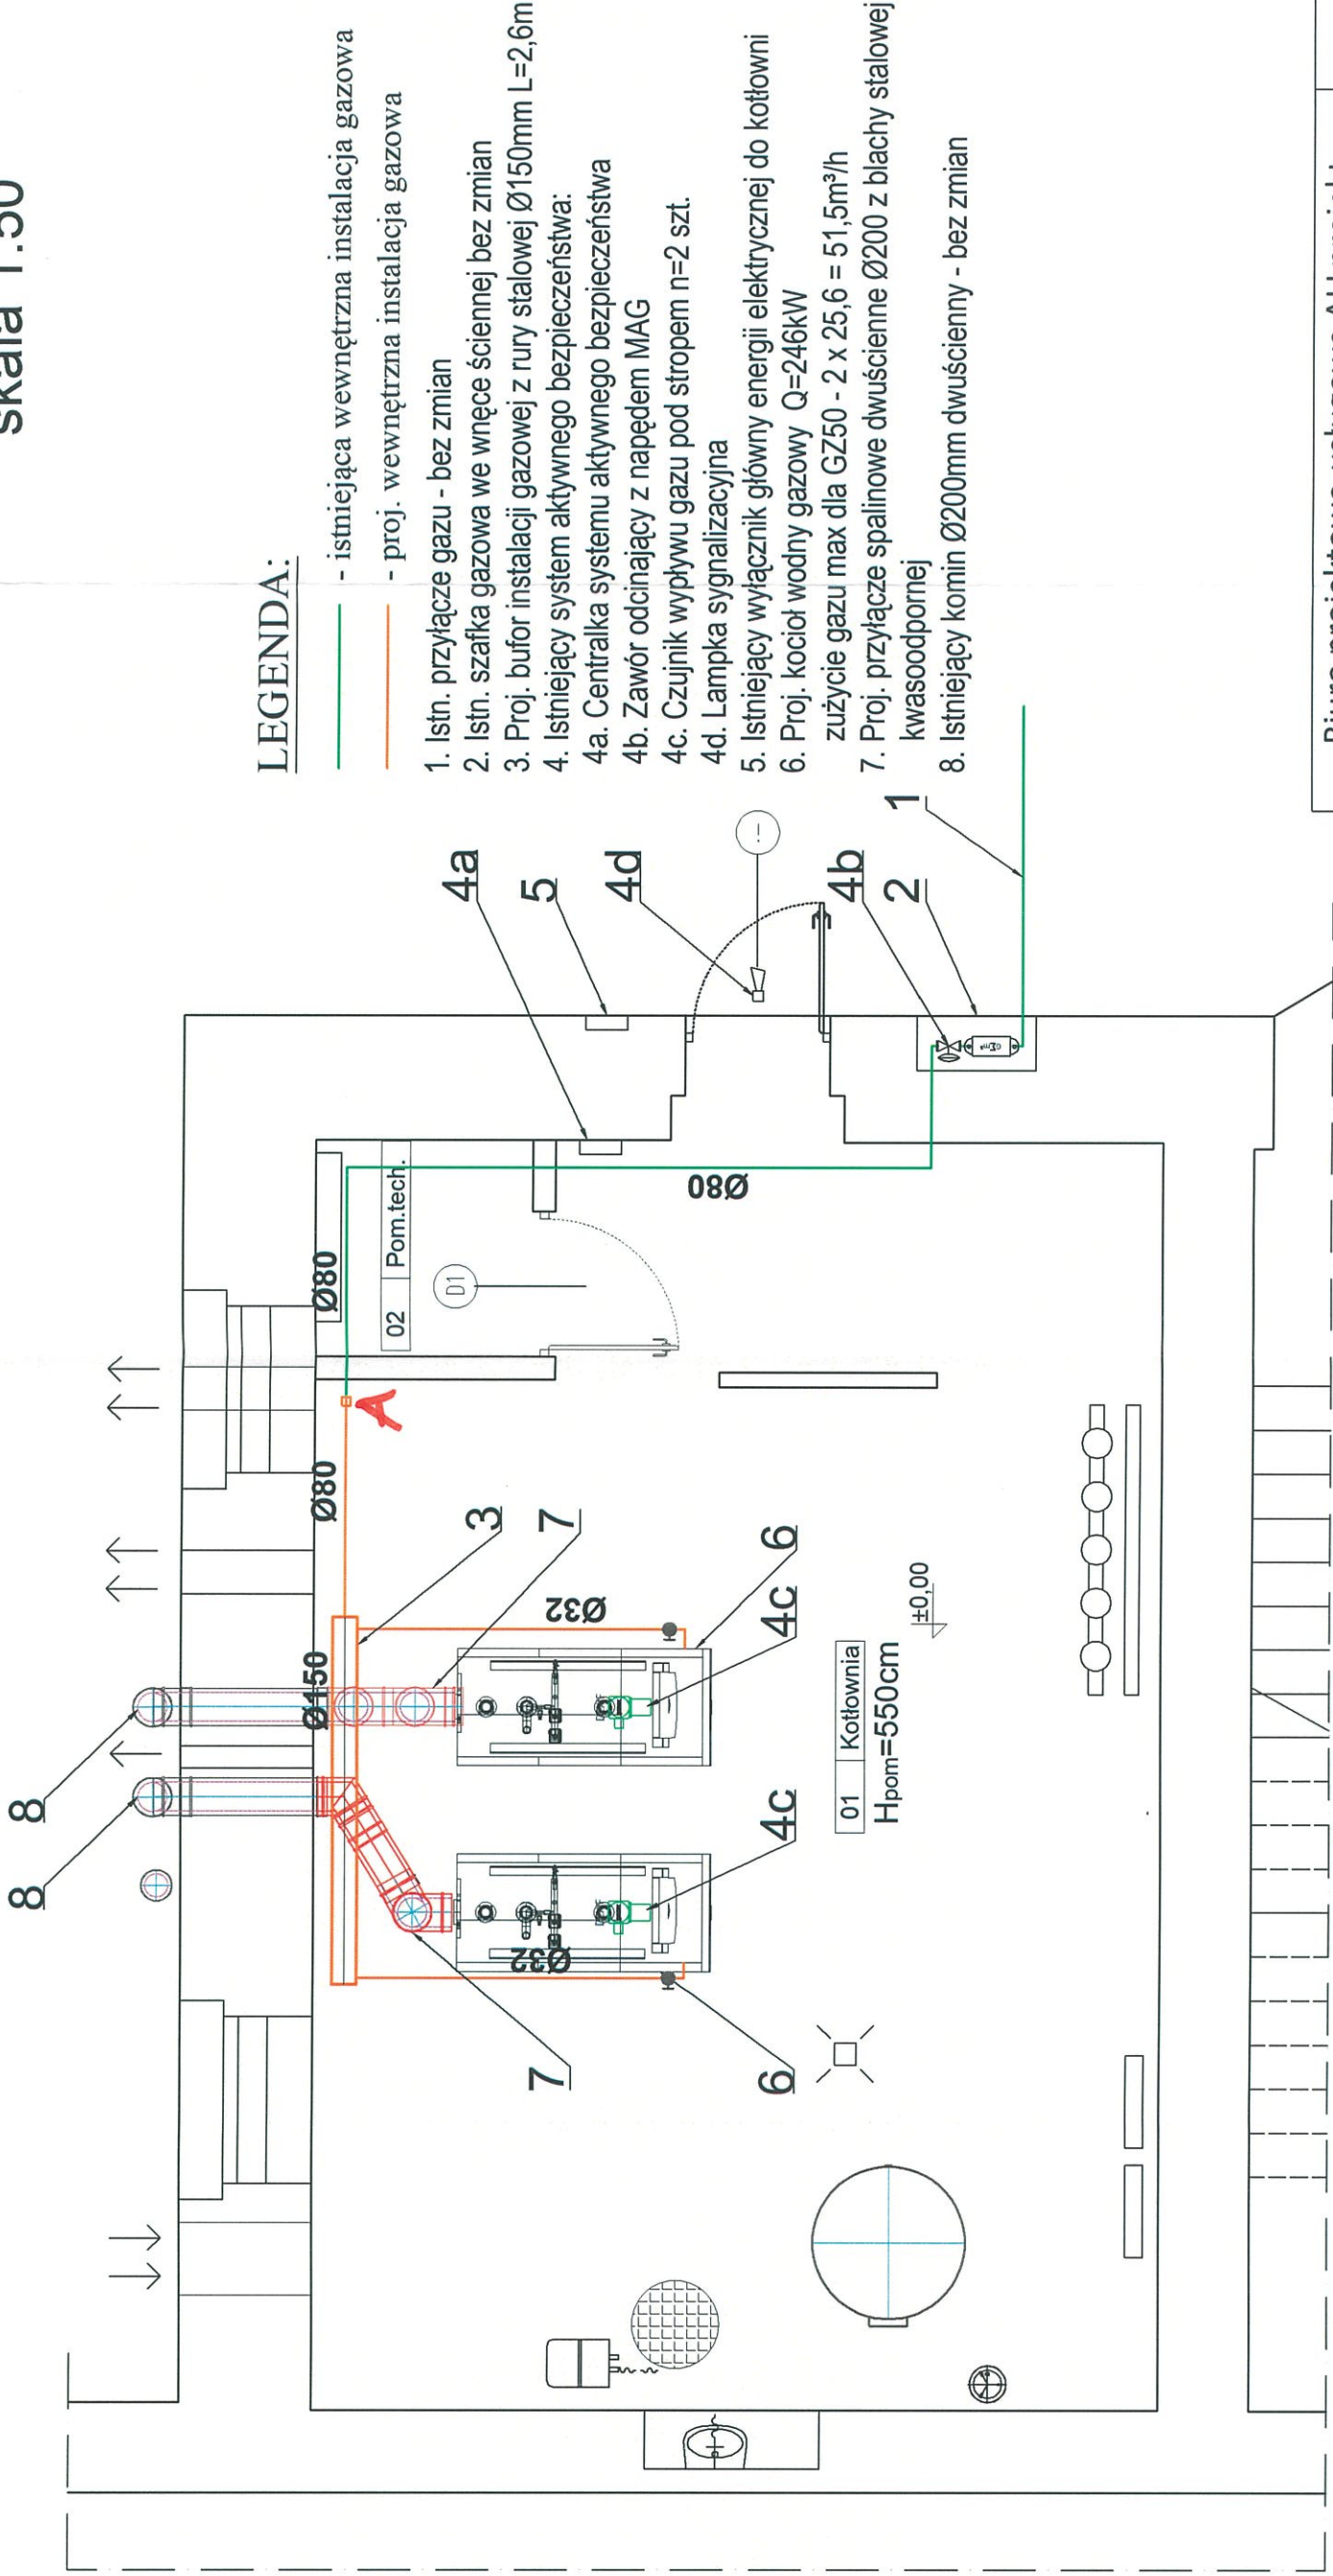 skala 1:50
LEGENDA:
- istniejąca wewnętrzna instalacja gazowa
- proj. wewnętrzna instalacja gazowa
1. Istn. przyłącze gazu - bez zmian
2. Istn. szafka gazowa we wnęce ściennej bez zmian
3. Proj. bufor instalacji gazowej z rury stalowej Ø150mm L=2,6m
4. Istniejący system aktywnego bezpieczeństwa:
4a. Centralka systemu aktywnego bezpieczeństwa
4b. Zawór odcinający z napędem MAG
4c. Czujnik wypływu gazu pod stropem n=2 szt.
4d. Lampka sygnalizacyjna
5. Istniejący wyłącznik główny energii elektrycznej do kotłowni
6. Proj. kocioł wodny gazowy Q=246kW
zużycie gazu max dla GZ50 - 2 x 25,6 = 51,5m³/h
7. Proj. przyłącze spalinowe dwuścienne Ø200 z blachy stalowej
kwasoodpornej
8. Istniejący komin Ø200mm dwuścienny - bez zmian
8
8
Ø150
Ø80
Ø80
A
02 Pom.tech.
D1
4a
5
4d
4b
2
1
Ø80
3
7
Ø32
6
4c
4c
Ø32
7
6
01 Kotłownia
Hpom=550cm
±0,00